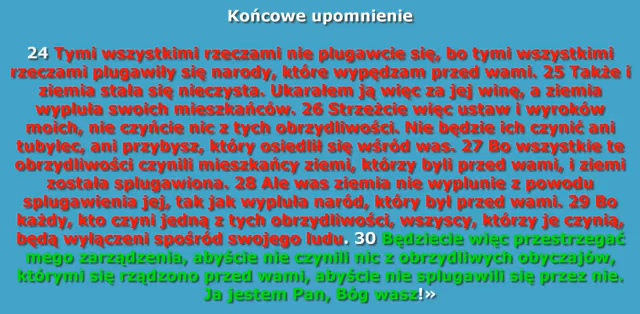 Końcowe upomnienie
24 Tymi wszystkimi rzeczami nie plugawcie się, bo tymi wszystkimi
rzeczami plugawiły się narody, które wypędzam przed wami. 25 Także i
ziemia stała się nieczysta. Ukarałem ją więc za jej winę, a ziemia
wypluła swoich mieszkańców. 26 Strzeżcie więc ustaw i wyroków
moich, nie czyńcie nic z tych obrzydliwości. Nie będzie ich czynić ani
tubylec, ani przybysz, który osiedlił się wśród was. 27 Bo wszystkie te
obrzydliwości czynili mieszkańcy ziemi, którzy byli przed wami, i ziemi
została splugawiona. 28 Ale was ziemia nie wyplunie z powodu
splugawienia jej, tak jak wypluła naród, który był przed wami. 29 Bo
każdy, kto czyni jedną z tych obrzydliwości, wszyscy, którzy je czynią,
będą wyłączeni spośród swojego ludu. 30 Będziecie więc przestrzegać
mego zarządzenia, abyście nie czynili nic z obrzydliwych obyczajów,
którymi się rządzono przed wami, abyście nie splugawili się przez nie.
Ja jestem Pan, Bóg wasz!»